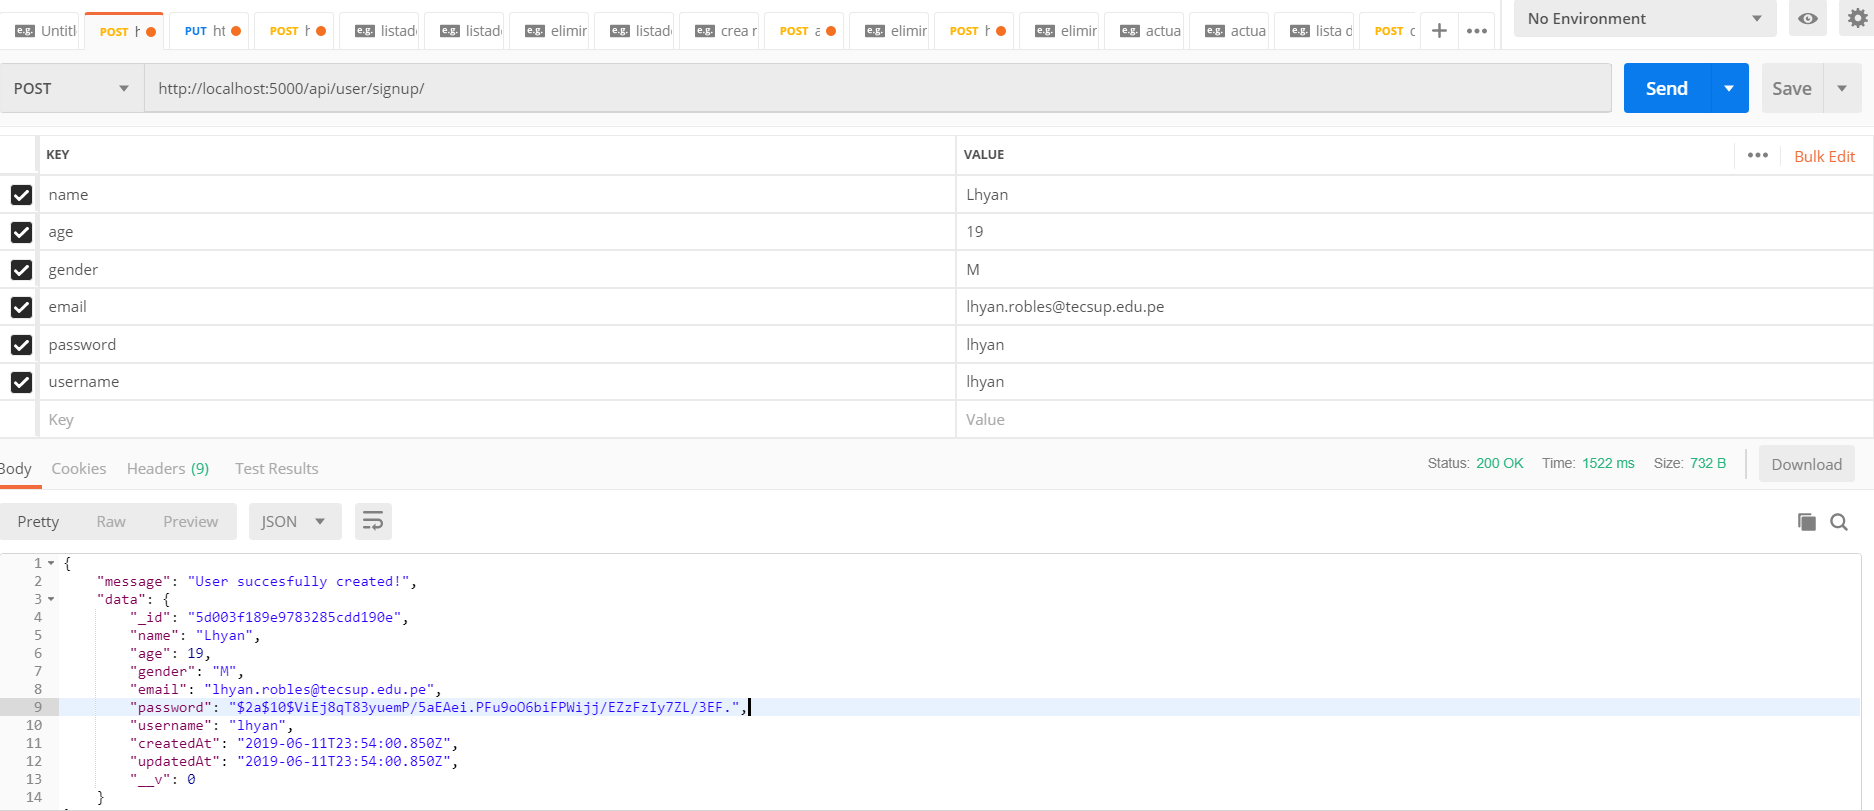 e.g. Untitl POST h PUT ht POST h e.g. listad e.g. listad e.g. elimir e.g. listad e.g. crea r POST a e.g. elimir POST h e.g. elimir e.g. actua e.g. actua e.g. lista d POST c + ••• No Environment
POST http://localhost:5000/api/user/signup/ Send Save
KEY VALUE ••• Bulk Edit
name Lhyan
age 19
gender M
email lhyan.robles@tecsup.edu.pe
password lhyan
username lhyan
Key Value
Body Cookies Headers (9) Test Results Status: 200 OK Time: 1522 ms Size: 732 B Download
Pretty Raw Preview JSON
1 {
2 "message": "User succesfully created!",
3 "data": {
4 "_id": "5d003f189e9783285cdd190e",
5 "name": "Lhyan",
6 "age": 19,
7 "gender": "M",
8 "email": "lhyan.robles@tecsup.edu.pe",
9 "password": "$2a$10$ViEj8qT83yuemP/5aEAei.PFu9oO6biFPWijj/EZzFzIy7ZL/3EF.",
10 "username": "lhyan",
11 "createdAt": "2019-06-11T23:54:00.850Z",
12 "updatedAt": "2019-06-11T23:54:00.850Z",
13 "__v": 0
14 }